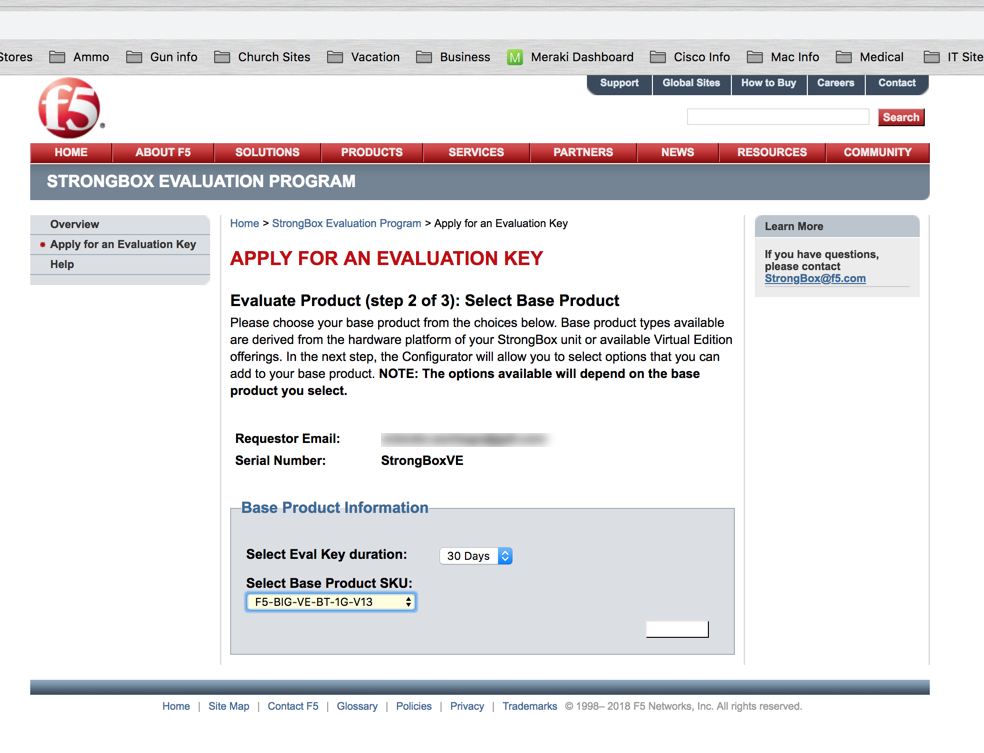 Stores Ammo Gun info Church Sites Vacation Business M Meraki Dashboard Cisco Info Mac Info Medical IT Site
Support Global Sites How to Buy Careers Contact
f5
Search
HOME ABOUT F5 SOLUTIONS PRODUCTS SERVICES PARTNERS NEWS RESOURCES COMMUNITY
STRONGBOX EVALUATION PROGRAM
Overview
Apply for an Evaluation Key
Help
Home > StrongBox Evaluation Program > Apply for an Evaluation Key
APPLY FOR AN EVALUATION KEY
Evaluate Product (step 2 of 3): Select Base Product
Please choose your base product from the choices below. Base product types available
are derived from the hardware platform of your StrongBox unit or available Virtual Edition
offerings. In the next step, the Configurator will allow you to select options that you can
add to your base product. NOTE: The options available will depend on the base
product you select.
Requestor Email:
Serial Number: StrongBoxVE
Base Product Information
Select Eval Key duration: 30 Days
Select Base Product SKU:
F5-BIG-VE-BT-1G-V13
Learn More
If you have questions,
please contact
StrongBox@f5.com
Home | Site Map | Contact F5 | Glossary | Policies | Privacy | Trademarks © 1998– 2018 F5 Networks, Inc. All rights reserved.